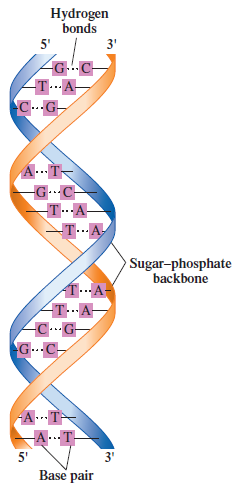 Hydrogen
bonds
5' 3'
G C
T A
C G
A T
G C
T A
T A
Sugar–phosphate
backbone
T A
T A
C G
G C
A T
A T
5' 3'
Base pair